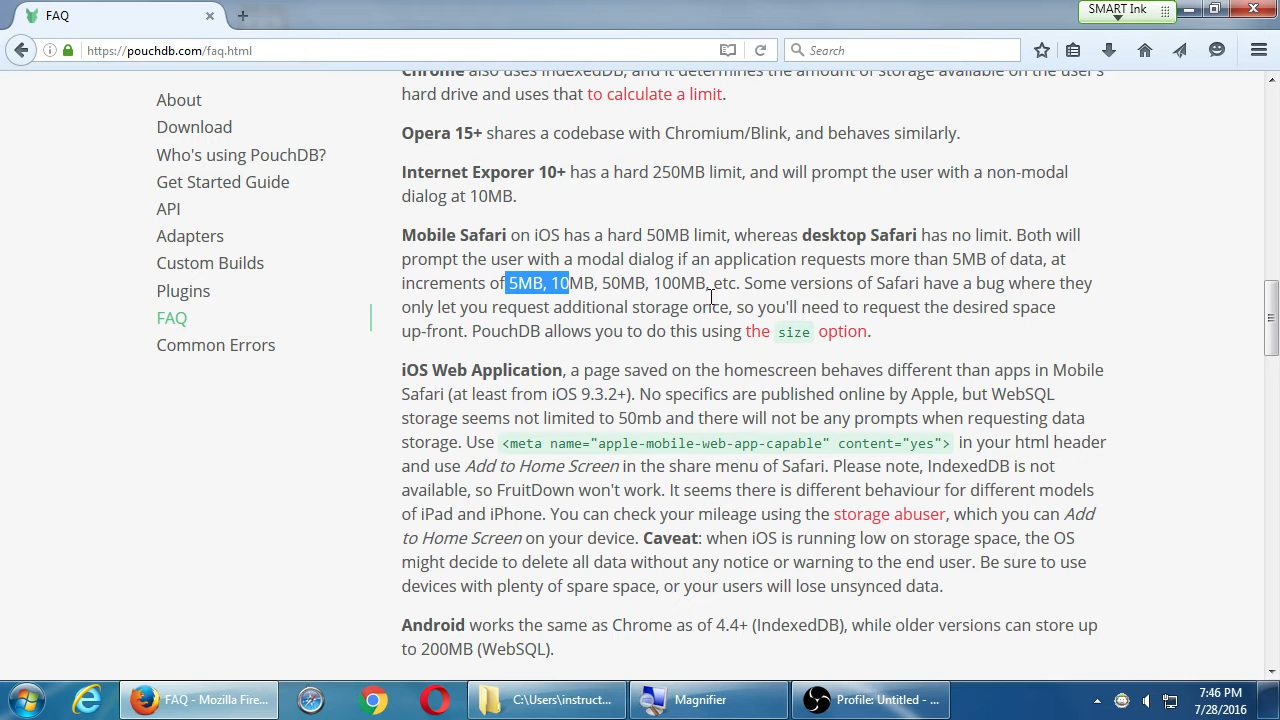 FAQ
SMART Ink
https://pouchdb.com/faq.html
Search
About
Download
Who's using PouchDB?
Get Started Guide
API
Adapters
Custom Builds
Plugins
FAQ
Common Errors
Chrome also uses IndexedDB, and it determines the amount of storage available on the user's
hard drive and uses that to calculate a limit.
Opera 15+ shares a codebase with Chromium/Blink, and behaves similarly.
Internet Exporer 10+ has a hard 250MB limit, and will prompt the user with a non-modal
dialog at 10MB.
Mobile Safari on iOS has a hard 50MB limit, whereas desktop Safari has no limit. Both will
prompt the user with a modal dialog if an application requests more than 5MB of data, at
increments of 5MB, 10MB, 50MB, 100MB, etc. Some versions of Safari have a bug where they
only let you request additional storage once, so you'll need to request the desired space
up-front. PouchDB allows you to do this using the size option.
iOS Web Application, a page saved on the homescreen behaves different than apps in Mobile
Safari (at least from iOS 9.3.2+). No specifics are published online by Apple, but WebSQL
storage seems not limited to 50mb and there will not be any prompts when requesting data
storage. Use <meta name="apple-mobile-web-app-capable" content="yes"> in your html header
and use Add to Home Screen in the share menu of Safari. Please note, IndexedDB is not
available, so FruitDown won't work. It seems there is different behaviour for different models
of iPad and iPhone. You can check your mileage using the storage abuser, which you can Add
to Home Screen on your device. Caveat: when iOS is running low on storage space, the OS
might decide to delete all data without any notice or warning to the end user. Be sure to use
devices with plenty of spare space, or your users will lose unsynced data.
Android works the same as Chrome as of 4.4+ (IndexedDB), while older versions can store up
to 200MB (WebSQL).
FAQ - Mozilla Fire...
C:\Users\instruct...
Magnifier
Profile: Untitled - ...
7:46 PM
7/28/2016